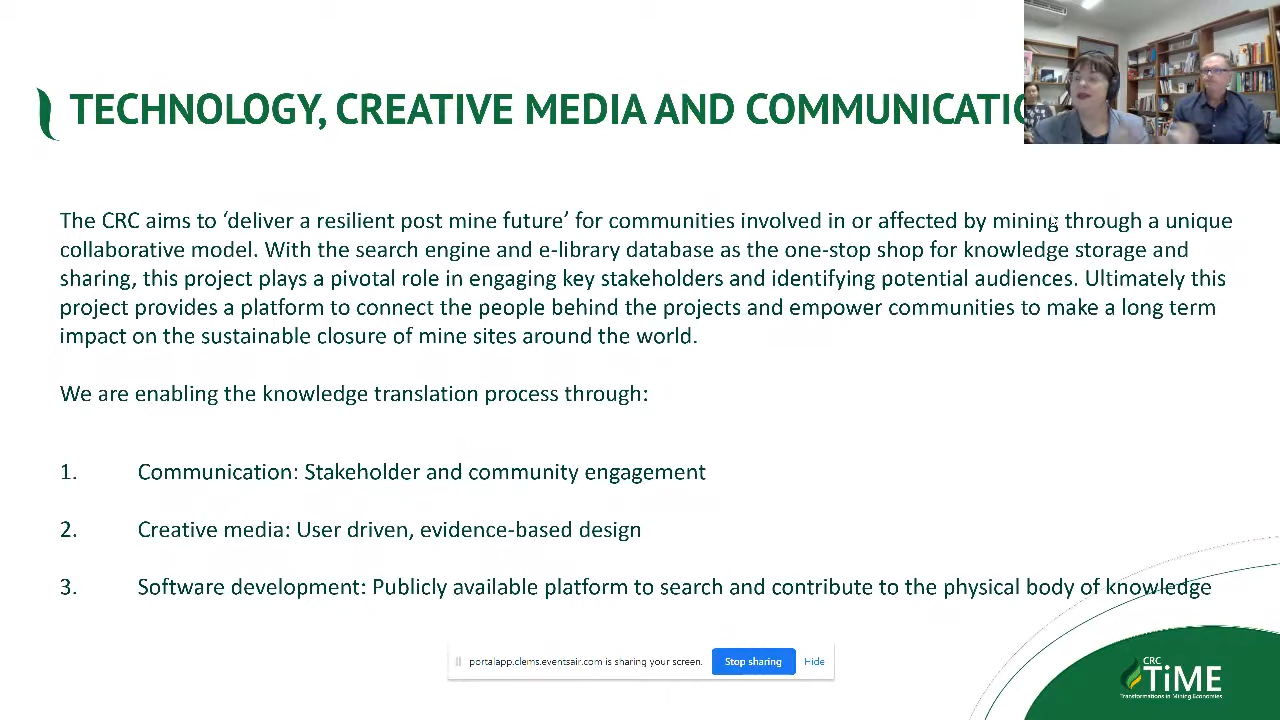 TECHNOLOGY, CREATIVE MEDIA AND COMMUNICATIO
The CRC aims to ‘deliver a resilient post mine future’ for communities involved in or affected by mining through a unique
collaborative model. With the search engine and e-library database as the one-stop shop for knowledge storage and
sharing, this project plays a pivotal role in engaging key stakeholders and identifying potential audiences. Ultimately this
project provides a platform to connect the people behind the projects and empower communities to make a long term
impact on the sustainable closure of mine sites around the world.
We are enabling the knowledge translation process through:
1. Communication: Stakeholder and community engagement
2. Creative media: User driven, evidence-based design
3. Software development: Publicly available platform to search and contribute to the physical body of knowledge
portalapp.clems.eventsair.com is sharing your screen. Stop sharing Hide
CRC
TiME
Transformations in Mining Economies